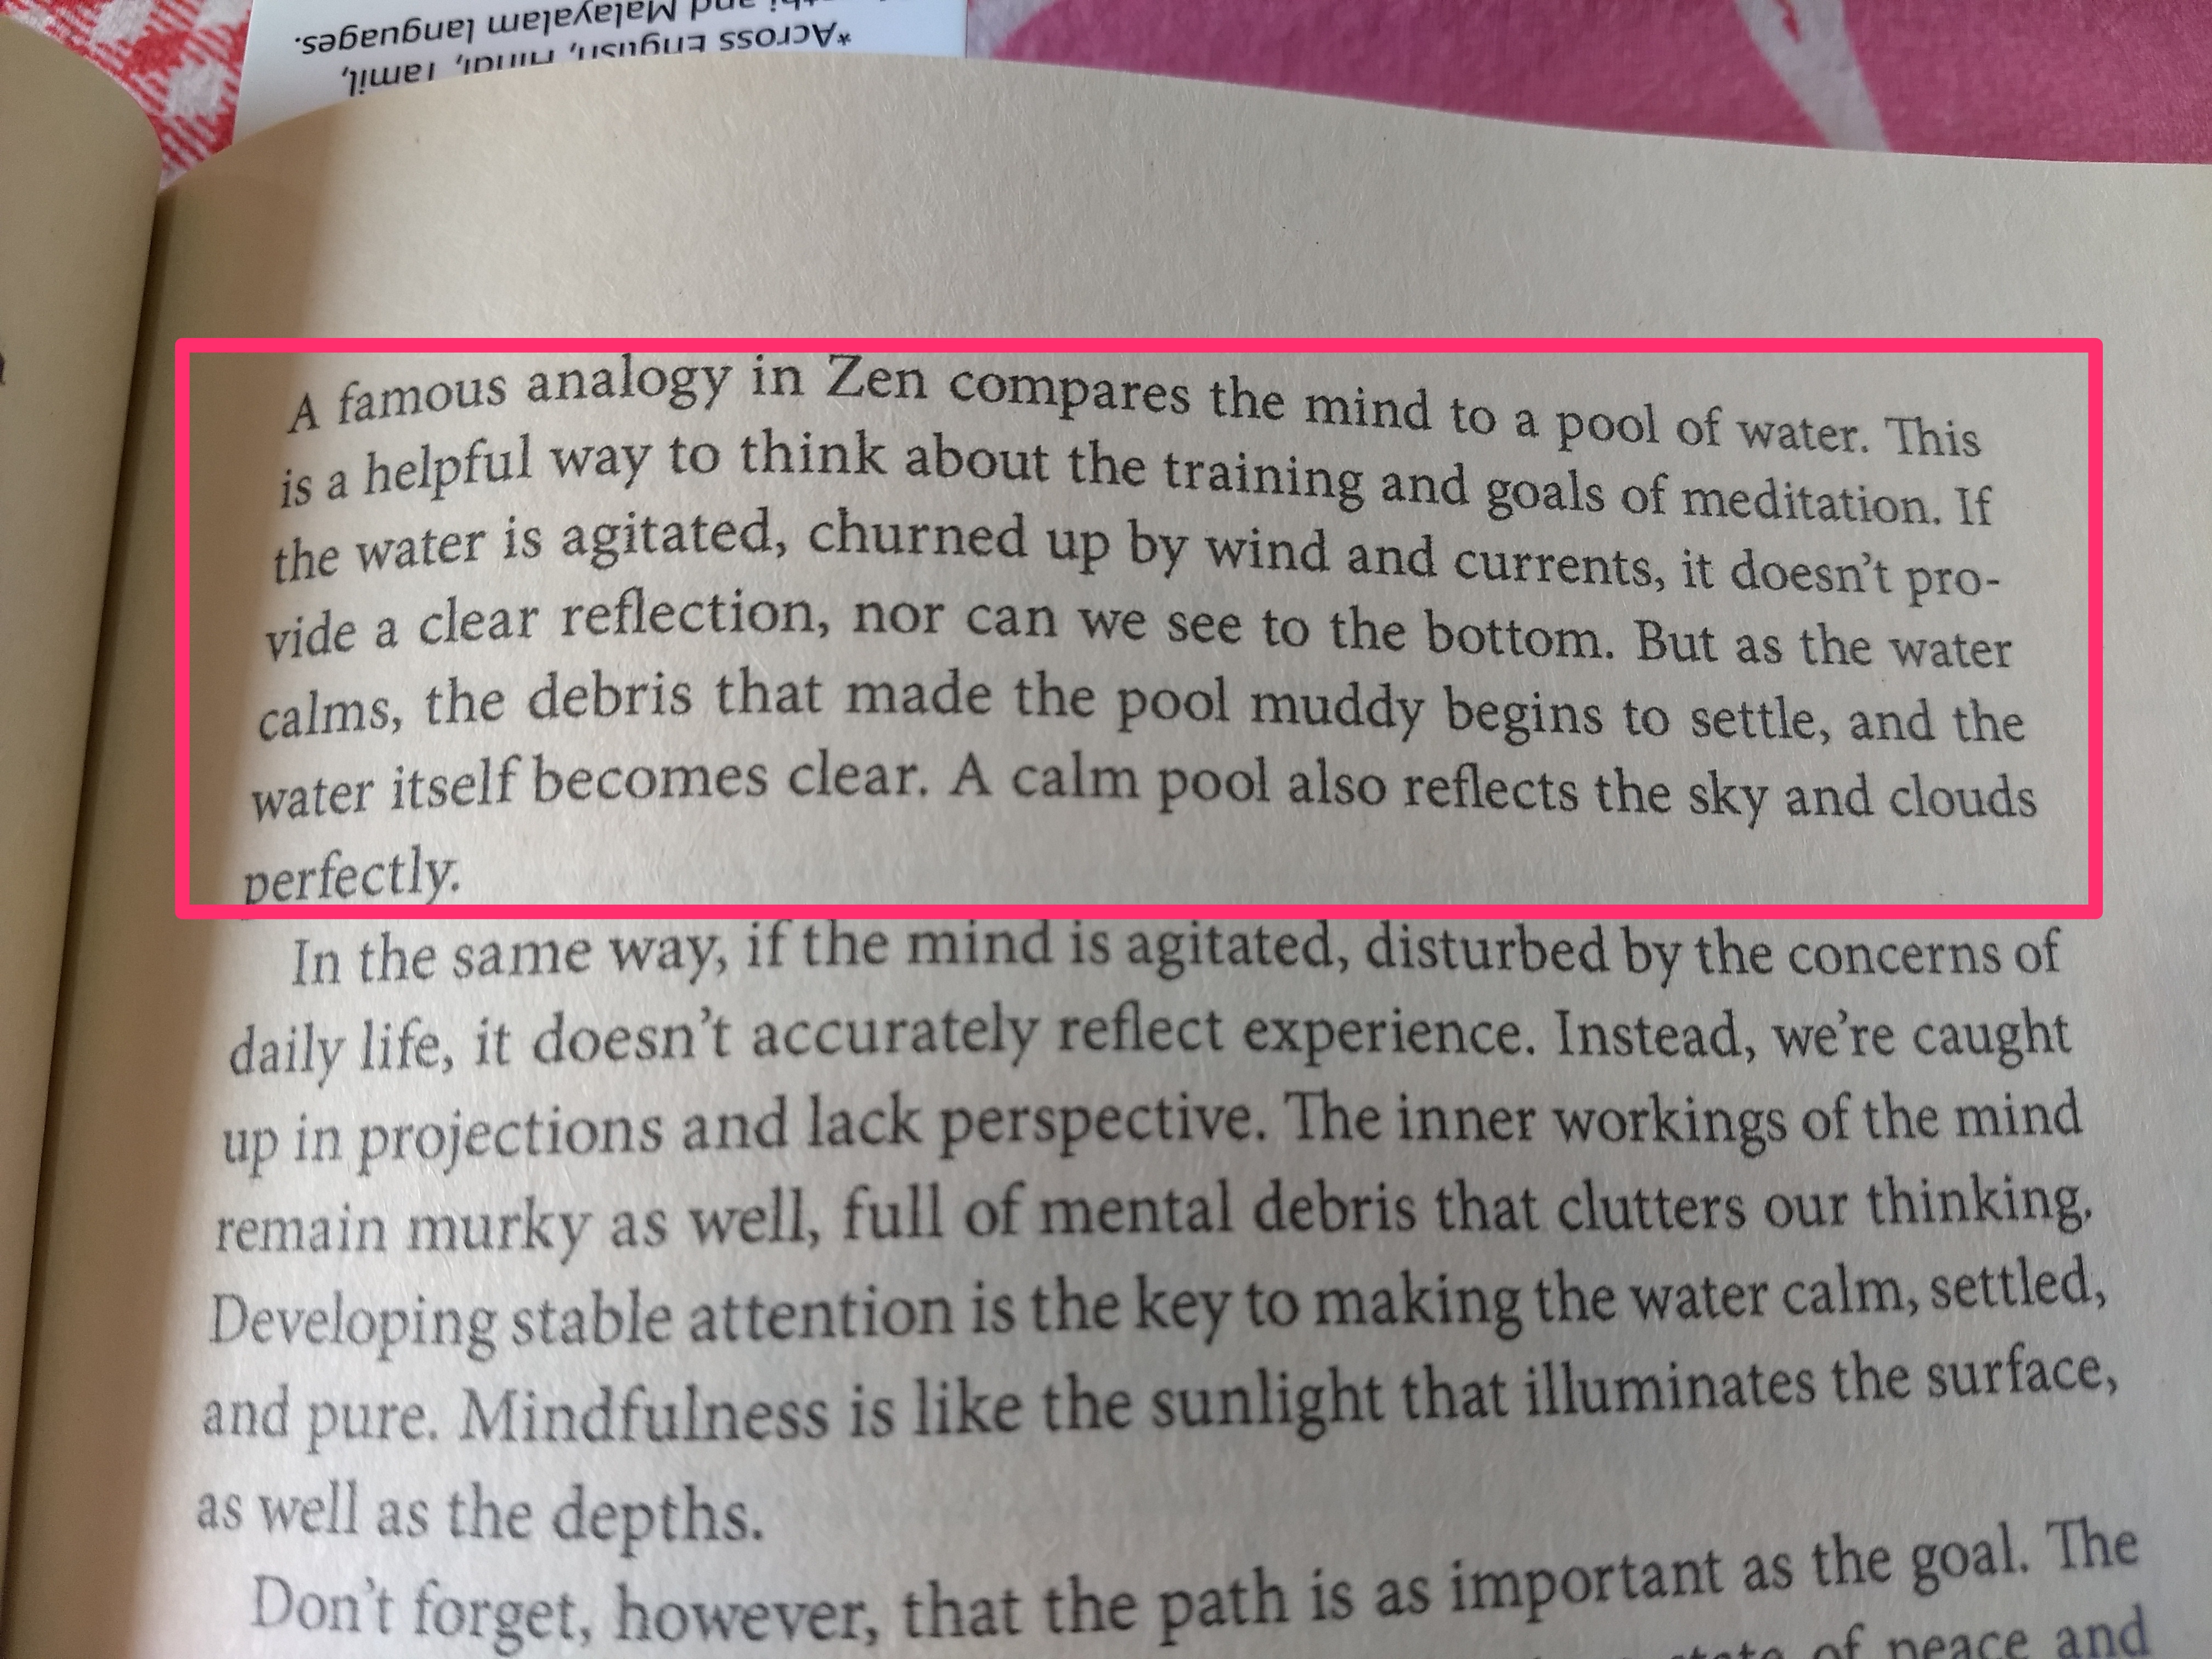 *Across English, Hindi, Tamil,
and Malayalam languages.
A famous analogy in Zen compares the mind to a pool of water. This
is a helpful way to think about the training and goals of meditation. If
the water is agitated, churned up by wind and currents, it doesn't pro-
vide a clear reflection, nor can we see to the bottom. But as the water
calms, the debris that made the pool muddy begins to settle, and the
water itself becomes clear. A calm pool also reflects the sky and clouds
perfectly.
In the same way, if the mind is agitated, disturbed by the concerns of
daily life, it doesn't accurately reflect experience. Instead, we're caught
up in projections and lack perspective. The inner workings of the mind
remain murky as well, full of mental debris that clutters our thinking.
Developing stable attention is the key to making the water calm, settled,
and pure. Mindfulness is like the sunlight that illuminates the surface,
as well as the depths.
Don't forget, however, that the path is as important as the goal. The
state of peace and